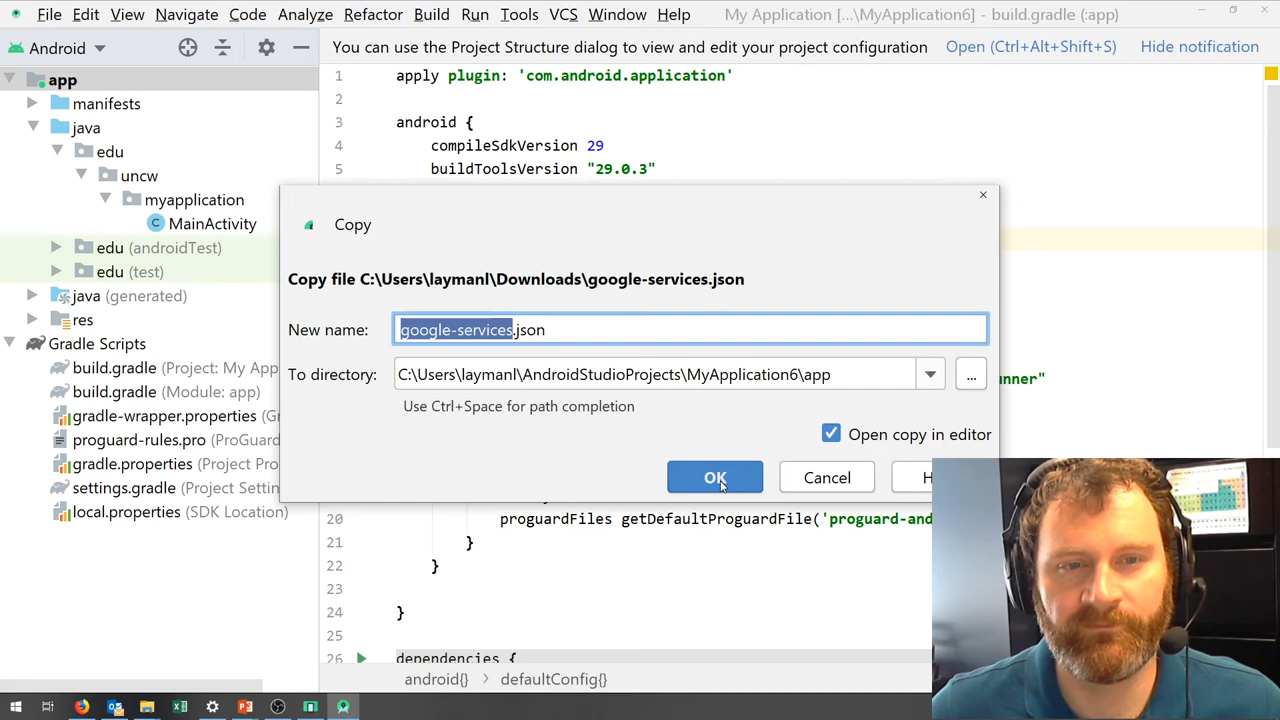 File Edit View Navigate Code Analyze Refactor Build Run Tools VCS Window Help My Application [...\MyApplication6] - build.gradle (:app)
Android
You can use the Project Structure dialog to view and edit your project configuration Open (Ctrl+Alt+Shift+S) Hide notification
app
manifests
java
edu
uncw
myapplication
MainActivity
edu (androidTest)
edu (test)
java (generated)
res
Gradle Scripts
build.gradle (Project: My App
build.gradle (Module: app)
gradle-wrapper.properties (G
proguard-rules.pro (ProGuard
gradle.properties (Project Pro
settings.gradle (Project Settin
local.properties (SDK Location)
1 apply plugin: 'com.android.application'
2
3 android {
4 compileSdkVersion 29
5 buildToolsVersion "29.0.3"
Copy
Copy file C:\Users\laymanl\Downloads\google-services.json
New name: google-services.json
To directory: C:\Users\laymanl\AndroidStudioProjects\MyApplication6\app
...
Use Ctrl+Space for path completion
Open copy in editor
OK Cancel H
nner"
20 proguardFiles getDefaultProguardFile('proguard-and
21 }
22 }
23
24 }
25
26 dependencies {
android{} > defaultConfig{}